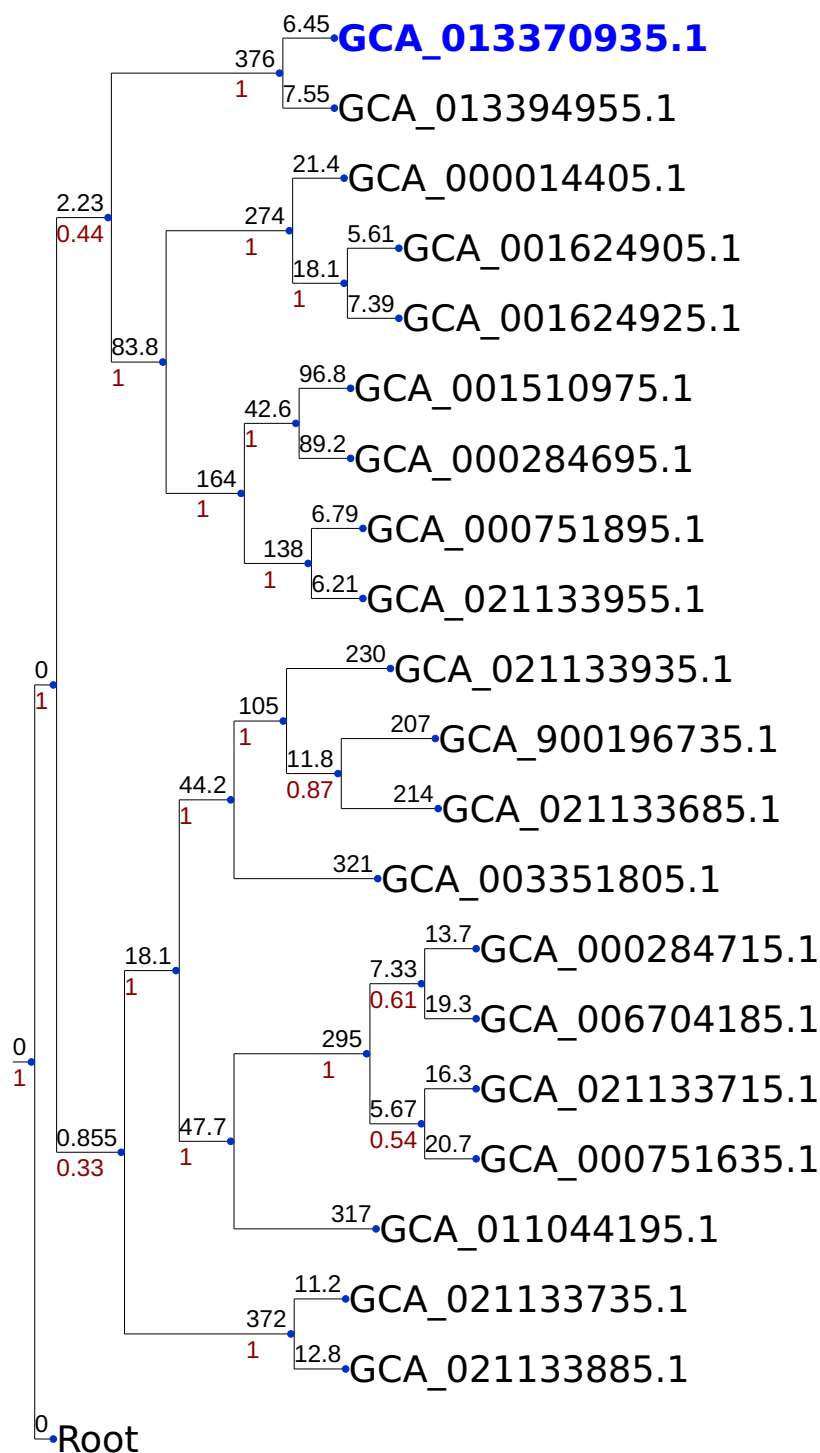 6.45
GCA_013370935.1
376
1
7.55
GCA_013394955.1
21.4
GCA_000014405.1
2.23
0.44
274
1
5.61
GCA_001624905.1
18.1
1
7.39
GCA_001624925.1
83.8
1
96.8
GCA_001510975.1
42.6
1
89.2
GCA_000284695.1
164
1
6.79
GCA_000751895.1
138
1
6.21
GCA_021133955.1
0
1
230
GCA_021133935.1
105
1
207
GCA_900196735.1
11.8
0.87
44.2
1
214
GCA_021133685.1
321
GCA_003351805.1
18.1
1
13.7
GCA_000284715.1
7.33
0.61
19.3
GCA_006704185.1
295
1
0
1
16.3
GCA_021133715.1
5.67
0.54
47.7
1
0.855
0.33
20.7
GCA_000751635.1
317
GCA_011044195.1
11.2
GCA_021133735.1
372
1
12.8
GCA_021133885.1
0
Root